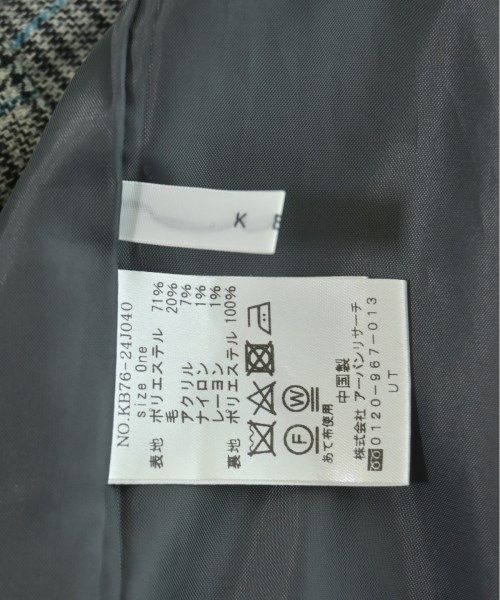 K
NO.KB76-24J040
size One
表地 ポリエステル 71%
毛 20%
アクリル 7%
ナイロン 1%
レーヨン 1%
裏地 ポリエステル 100%
F W
あて布使用
中国製
株式会社 アーバンリサーチ
0120-967-013
UT